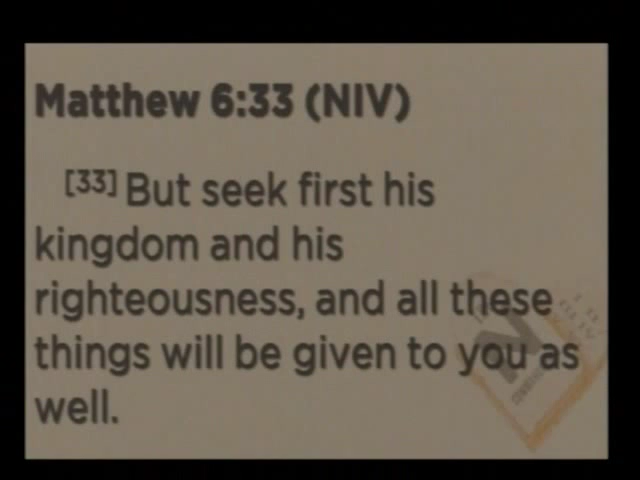 Matthew 6:33 (NIV)
[33] But seek first his
kingdom and his
righteousness, and all these
things will be given to you as
well.
N